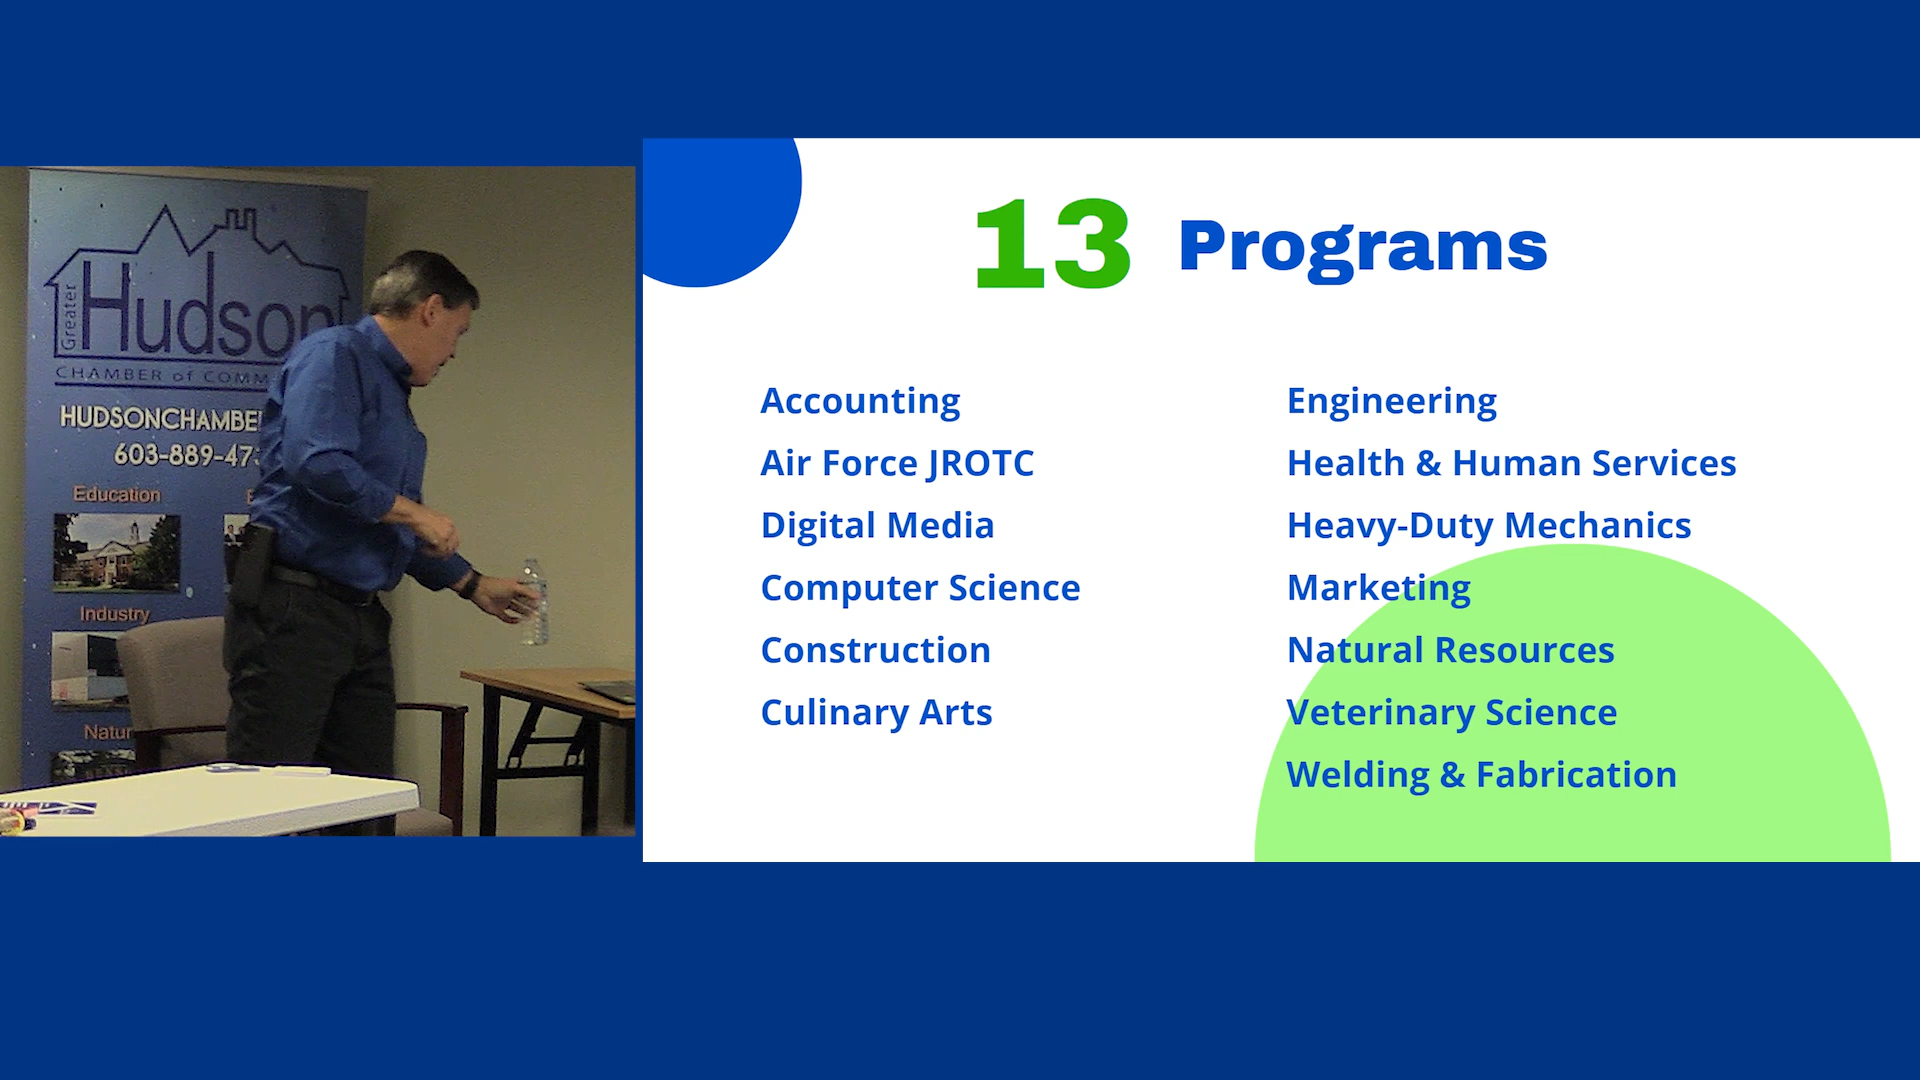 Greater
Hudson
CHAMBER of COMM
HUDSONCHAMBE
603-889-47
Education
Industry
Natur
13 Programs
Accounting
Air Force JROTC
Digital Media
Computer Science
Construction
Culinary Arts
Engineering
Health & Human Services
Heavy-Duty Mechanics
Marketing
Natural Resources
Veterinary Science
Welding & Fabrication